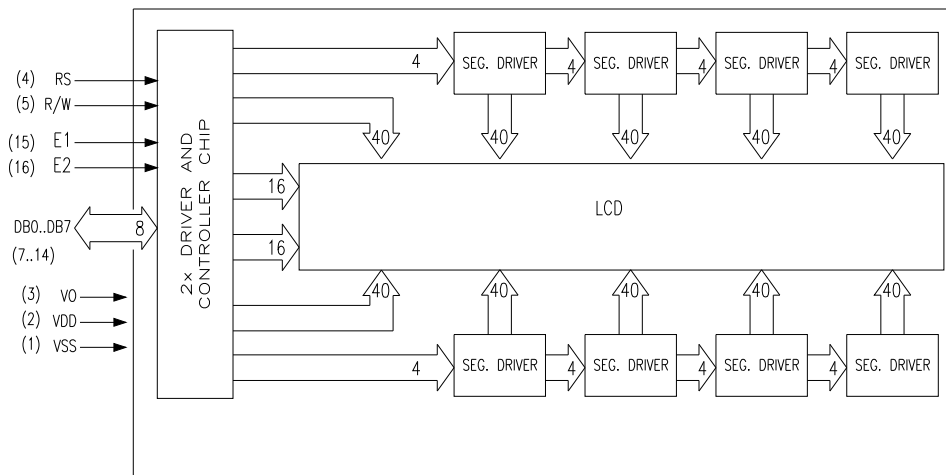 (4) RS
(5) R/W
(15) E1
(16) E2
DB0..DB7
(7..14)
8
(3) VO
(2) VDD
(1) VSS
2x DRIVER AND
CONTROLLER CHIP
4 SEG. DRIVER 4 SEG. DRIVER 4 SEG. DRIVER 4 SEG. DRIVER
40 40 40 40 40
16
16
LCD
40 40 40 40 40
4 SEG. DRIVER 4 SEG. DRIVER 4 SEG. DRIVER 4 SEG. DRIVER